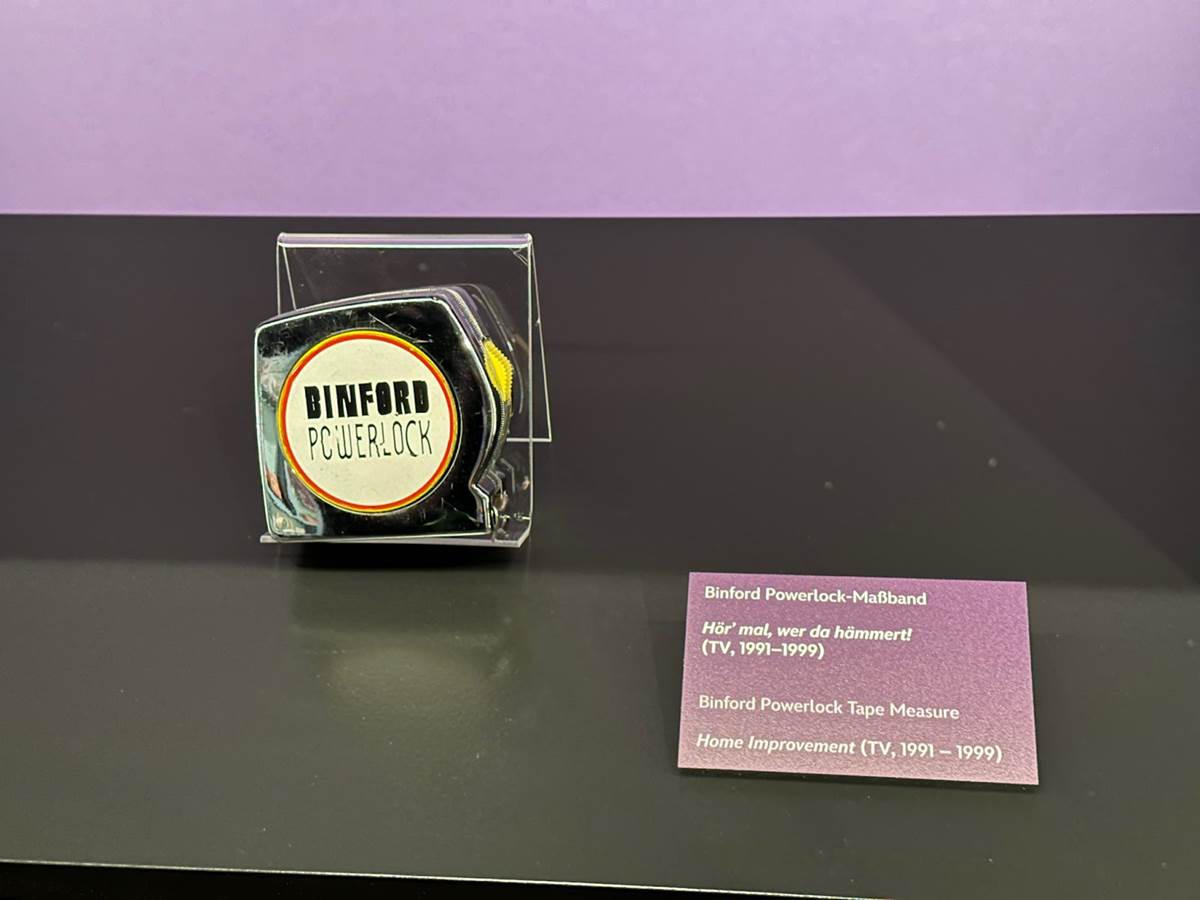 BINFORD
POWERLOCK
Binford Powerlock-Maßband
Hör' mal, wer da hämmert!
(TV, 1991–1999)
Binford Powerlock Tape Measure
Home Improvement (TV, 1991 – 1999)